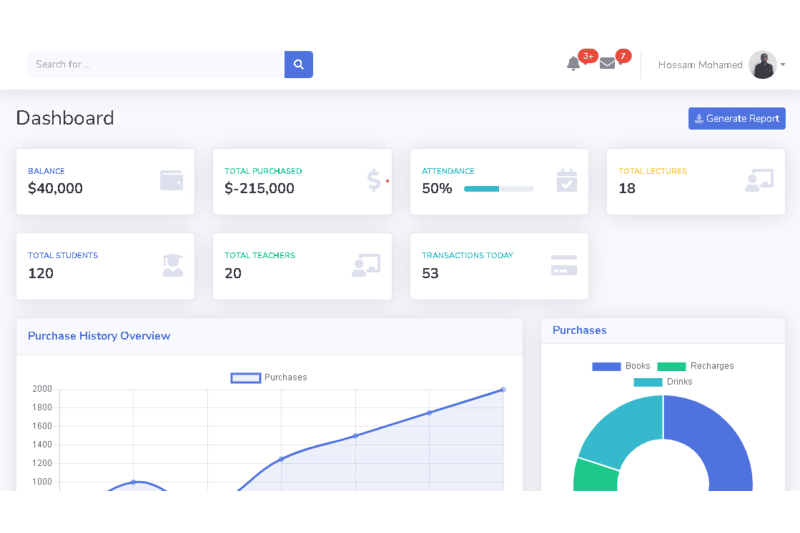 Search for ...
3+
7
Hossam Mohamed
Dashboard
Generate Report
BALANCE
$40,000
TOTAL PURCHASED
$-215,000
ATTENDANCE
50%
TOTAL LECTURES
18
TOTAL STUDENTS
120
TOTAL TEACHERS
20
TRANSACTIONS TODAY
53
Purchase History Overview
Purchases
2000
1800
1600
1400
1200
1000
Purchases
Books
Recharges
Drinks